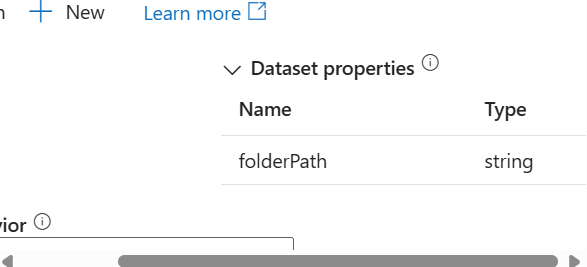 New Learn more
Dataset properties
Name Type
folderPath string